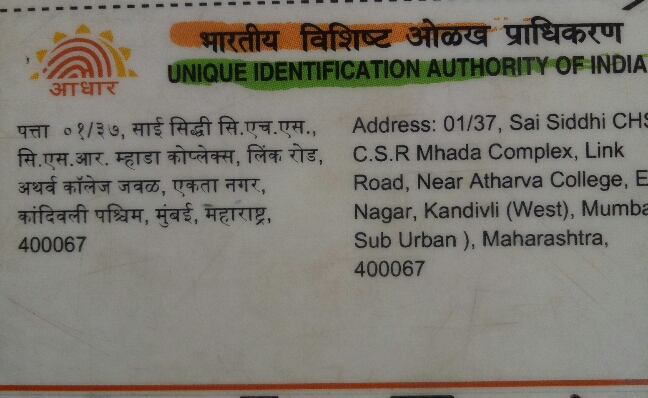 भारतीय विशिष्ट ओळख प्राधिकरण
UNIQUE IDENTIFICATION AUTHORITY OF INDIA
आधार
पत्ता ०१/३७, साई सिद्धी सि.एच.एस.,
सि.एस.आर. म्हाडा कोप्लेक्स, लिंक रोड,
अथर्व कॉलेज जवळ, एकता नगर,
कांदिवली पश्चिम, मुंबई, महाराष्ट्र,
400067
Address: 01/37, Sai Siddhi CHS
C.S.R Mhada Complex, Link
Road, Near Atharva College, E
Nagar, Kandivli (West), Mumba
Sub Urban ), Maharashtra,
400067